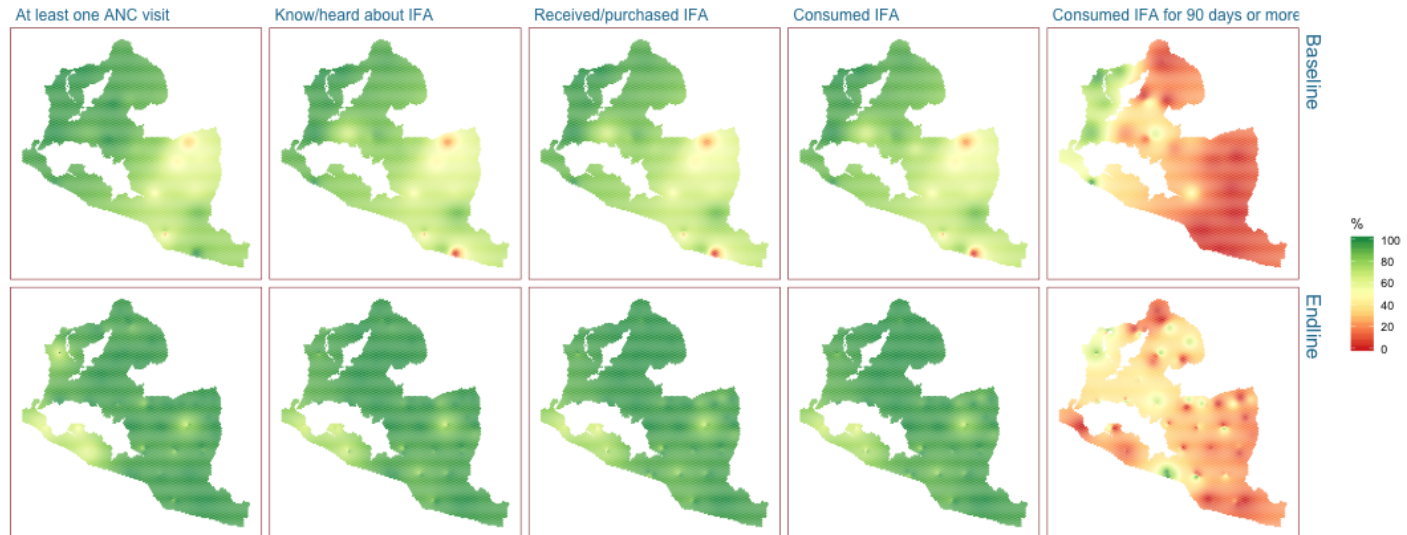 At least one ANC visit
Know/heard about IFA
Received/purchased IFA
Consumed IFA
Consumed IFA for 90 days or more
Baseline
Endline
%
100
80
60
40
20
0